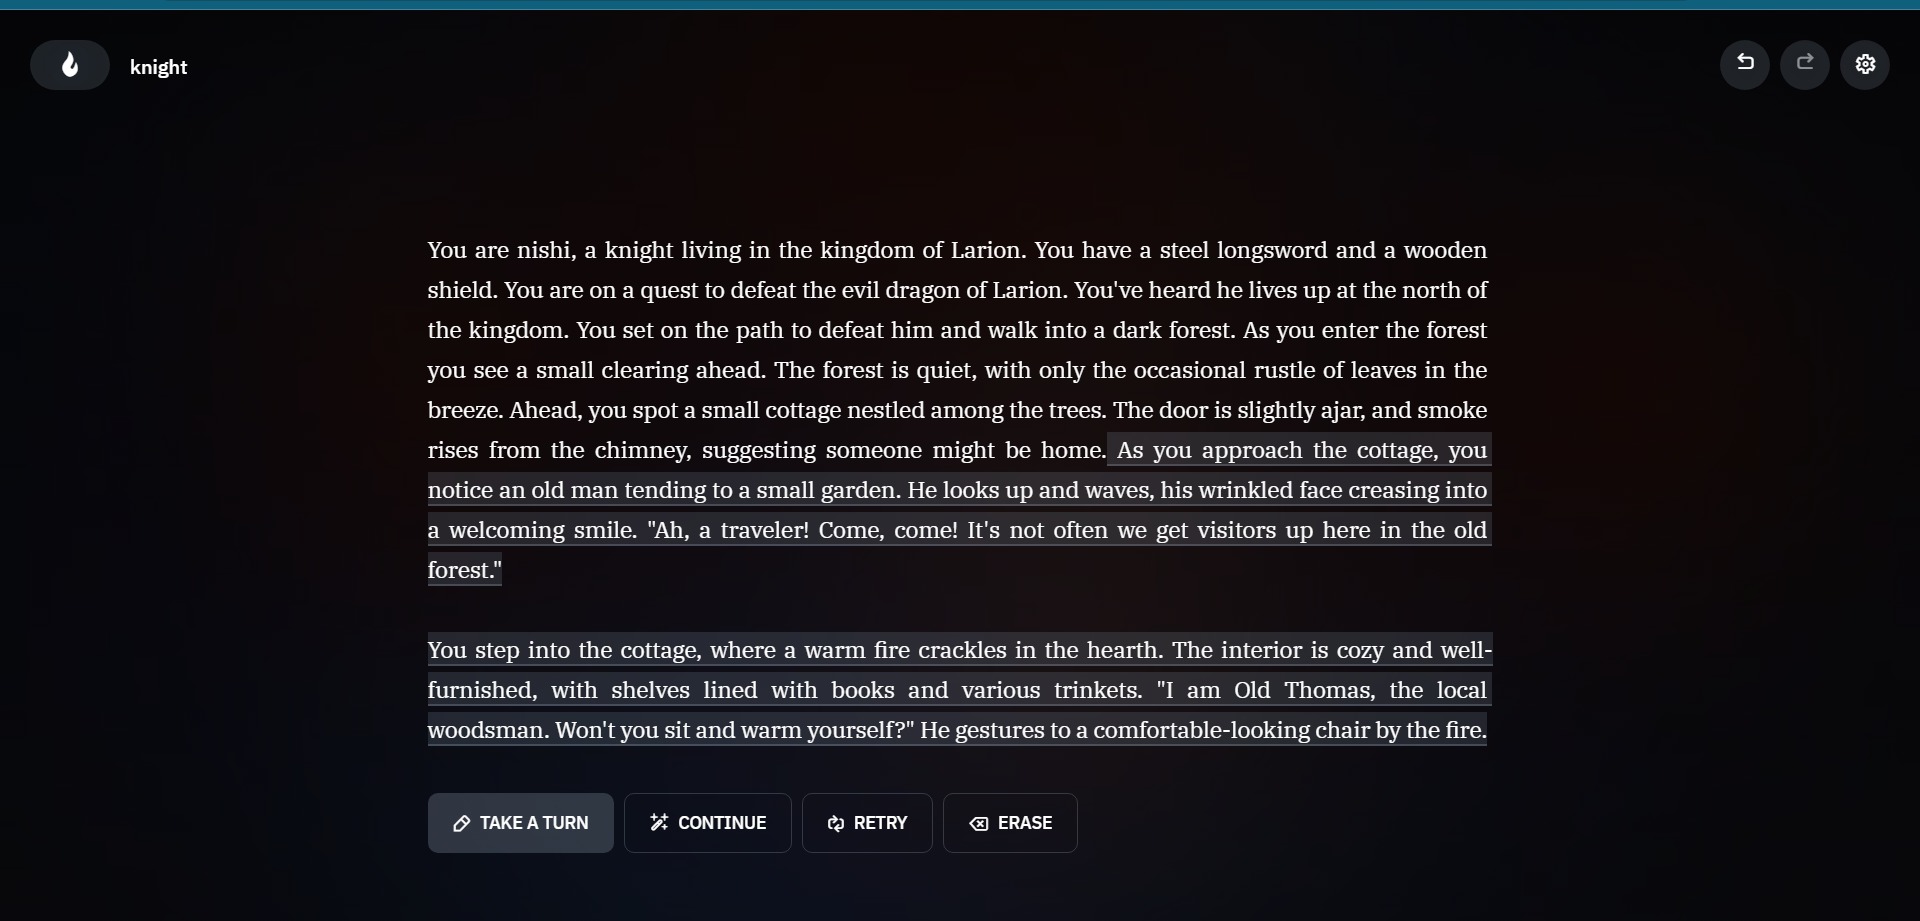 knight
You are nishi, a knight living in the kingdom of Larion. You have a steel longsword and a wooden
shield. You are on a quest to defeat the evil dragon of Larion. You've heard he lives up at the north of
the kingdom. You set on the path to defeat him and walk into a dark forest. As you enter the forest
you see a small clearing ahead. The forest is quiet, with only the occasional rustle of leaves in the
breeze. Ahead, you spot a small cottage nestled among the trees. The door is slightly ajar, and smoke
rises from the chimney, suggesting someone might be home. As you approach the cottage, you
notice an old man tending to a small garden. He looks up and waves, his wrinkled face creasing into
a welcoming smile. "Ah, a traveler! Come, come! It's not often we get visitors up here in the old
forest."
You step into the cottage, where a warm fire crackles in the hearth. The interior is cozy and well-
furnished, with shelves lined with books and various trinkets. "I am Old Thomas, the local
woodsman. Won't you sit and warm yourself?" He gestures to a comfortable-looking chair by the fire.
TAKE A TURN CONTINUE RETRY ERASE